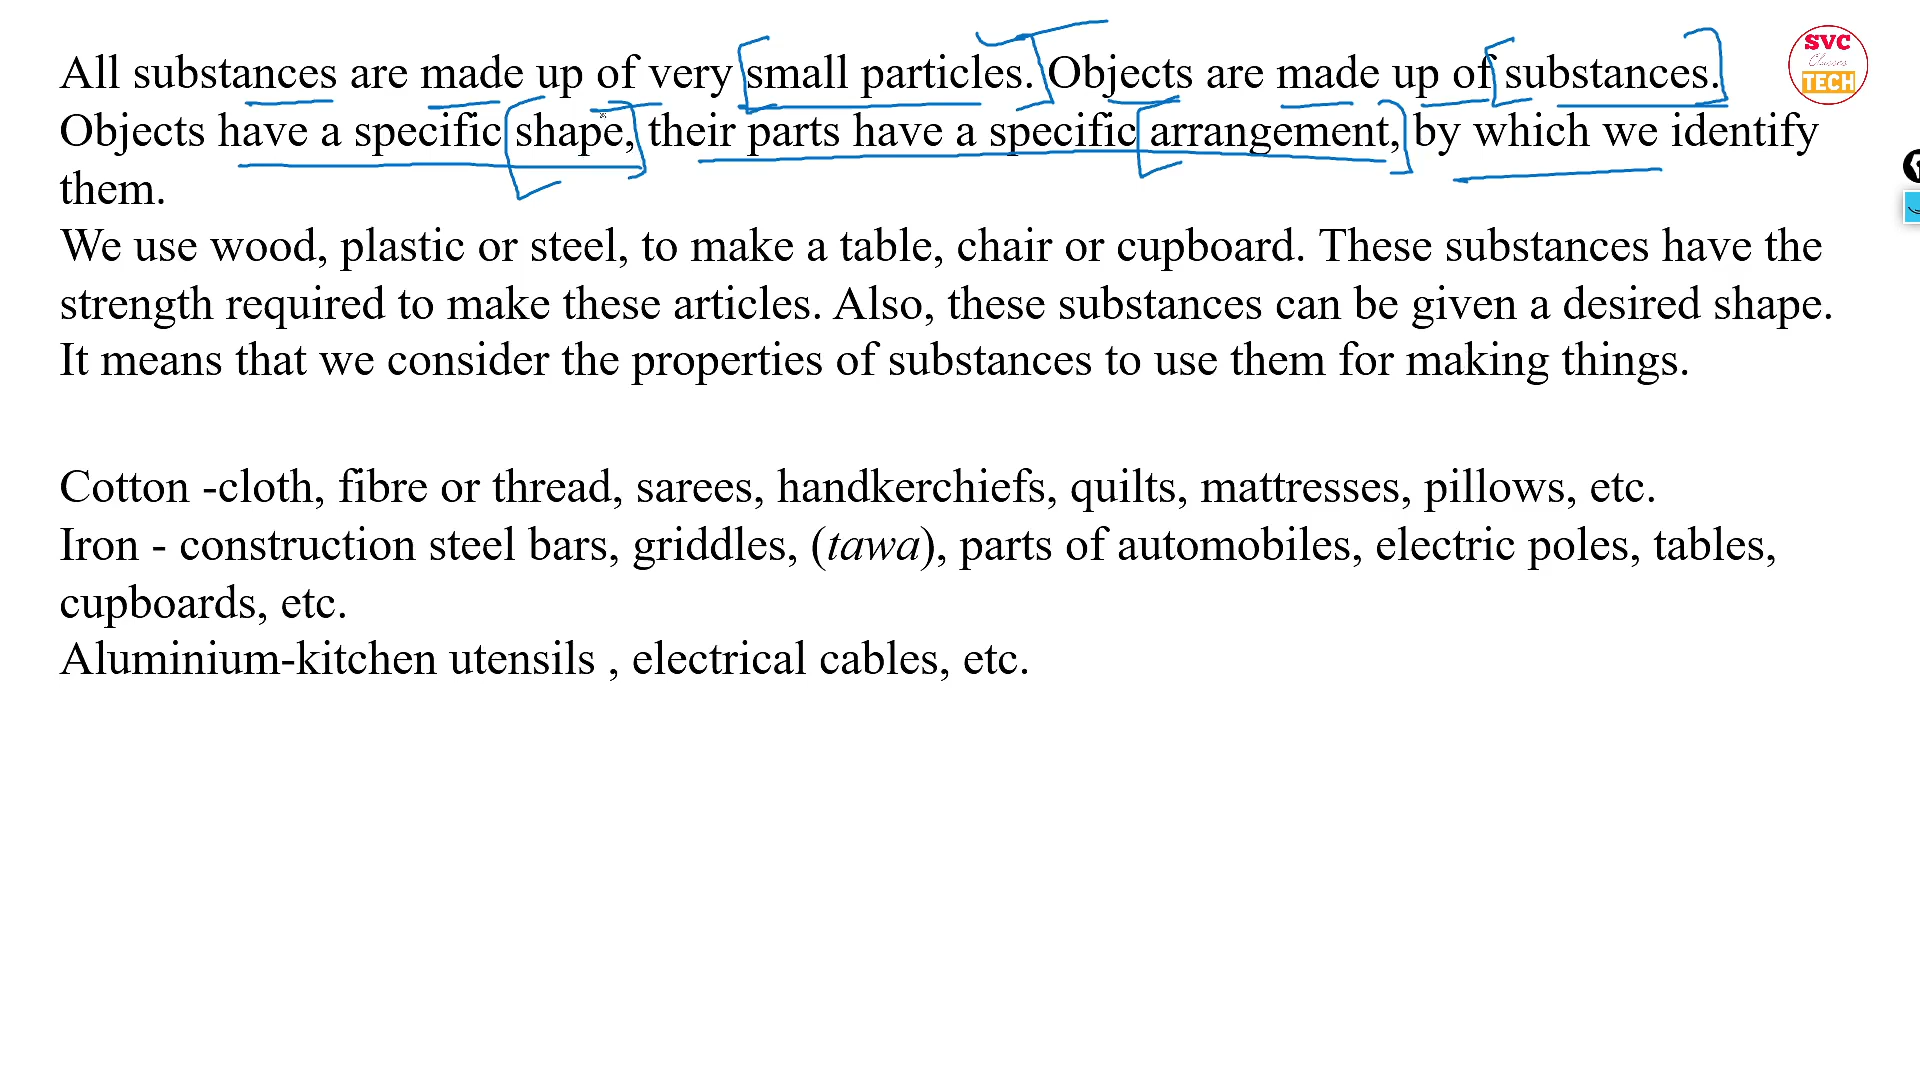 All substances are made up of very small particles. Objects are made up of substances.
Objects have a specific shape, their parts have a specific arrangement, by which we identify
them.
We use wood, plastic or steel, to make a table, chair or cupboard. These substances have the
strength required to make these articles. Also, these substances can be given a desired shape.
It means that we consider the properties of substances to use them for making things.
Cotton -cloth, fibre or thread, sarees, handkerchiefs, quilts, mattresses, pillows, etc.
Iron - construction steel bars, griddles, (tawa), parts of automobiles, electric poles, tables,
cupboards, etc.
Aluminium-kitchen utensils , electrical cables, etc.
SVC
Classes
TECH